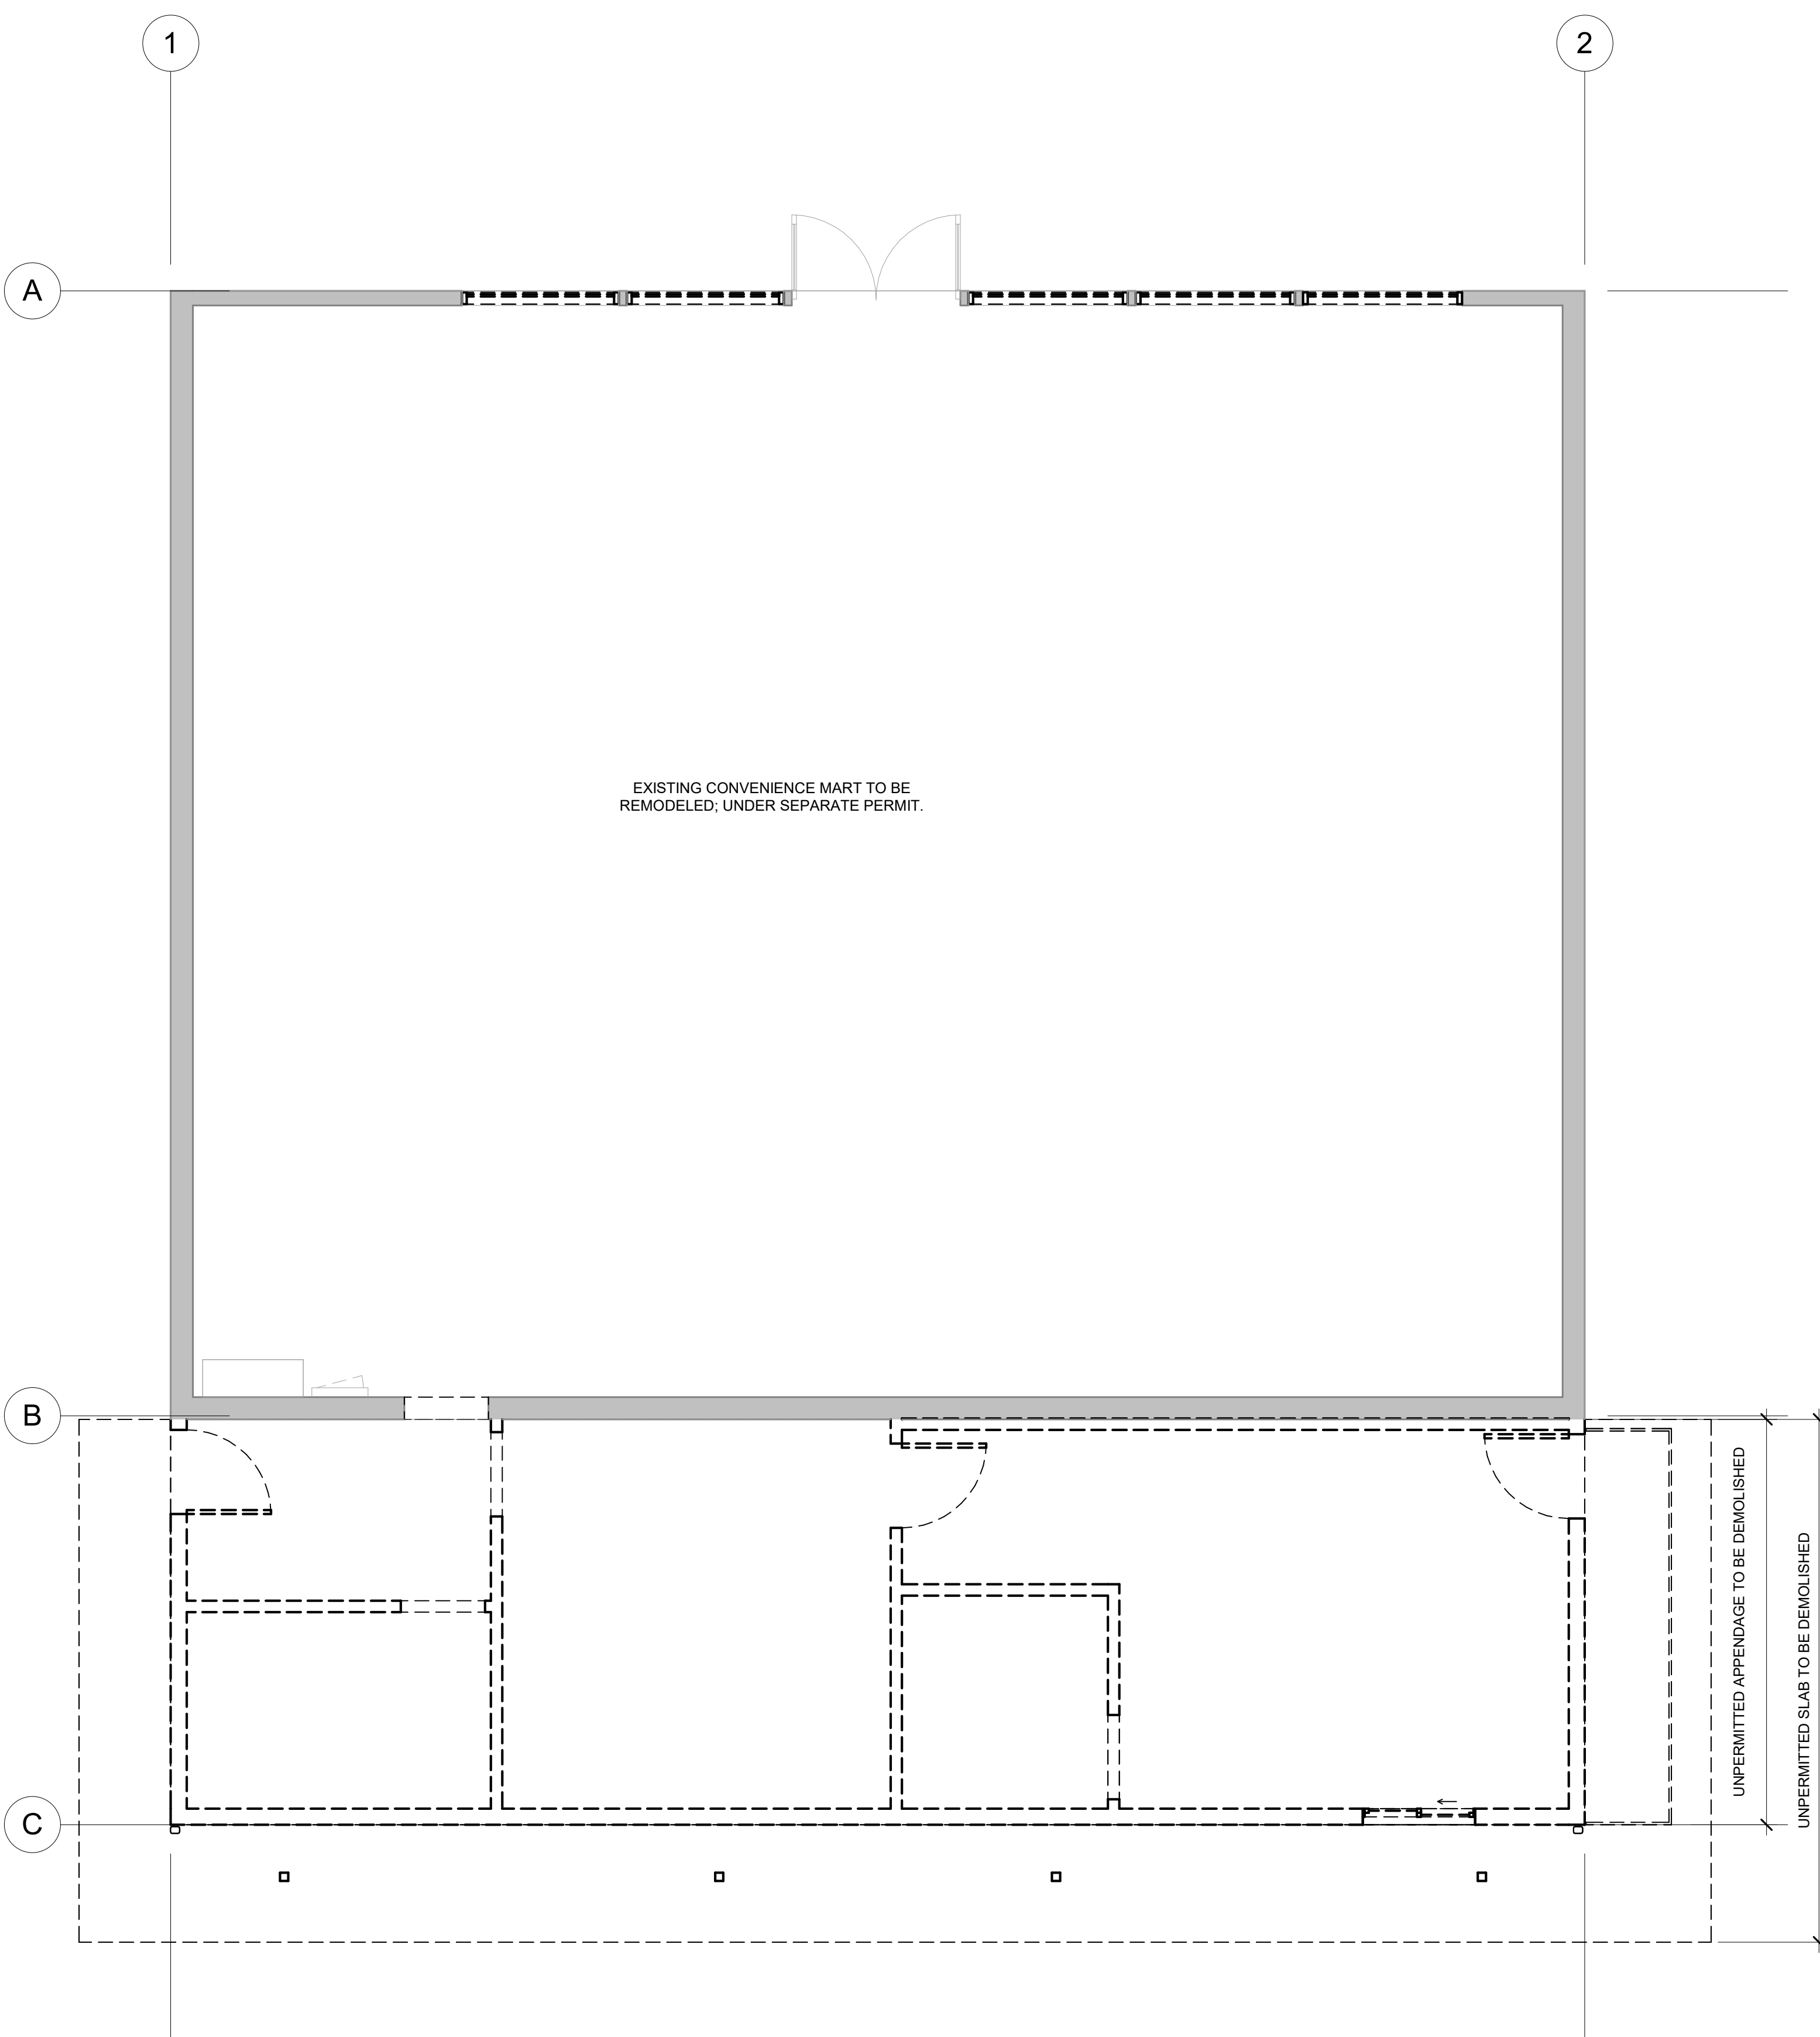 1
2
A
EXISTING CONVENIENCE MART TO BE
REMODELED; UNDER SEPARATE PERMIT.
B
UNPERMITTED APPENDAGE TO BE DEMOLISHED
UNPERMITTED SLAB TO BE DEMOLISHED
C